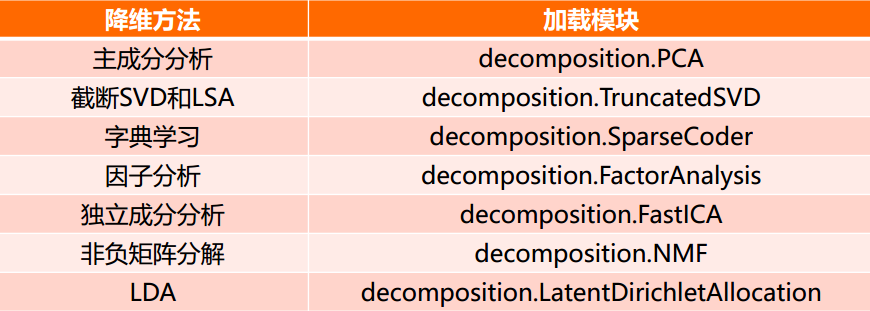 降维方法 加载模块
主成分分析 decomposition.PCA
截断SVD和LSA decomposition.TruncatedSVD
字典学习 decomposition.SparseCoder
因子分析 decomposition.FactorAnalysis
独立成分分析 decomposition.FastICA
非负矩阵分解 decomposition.NMF
LDA decomposition.LatentDirichletAllocation